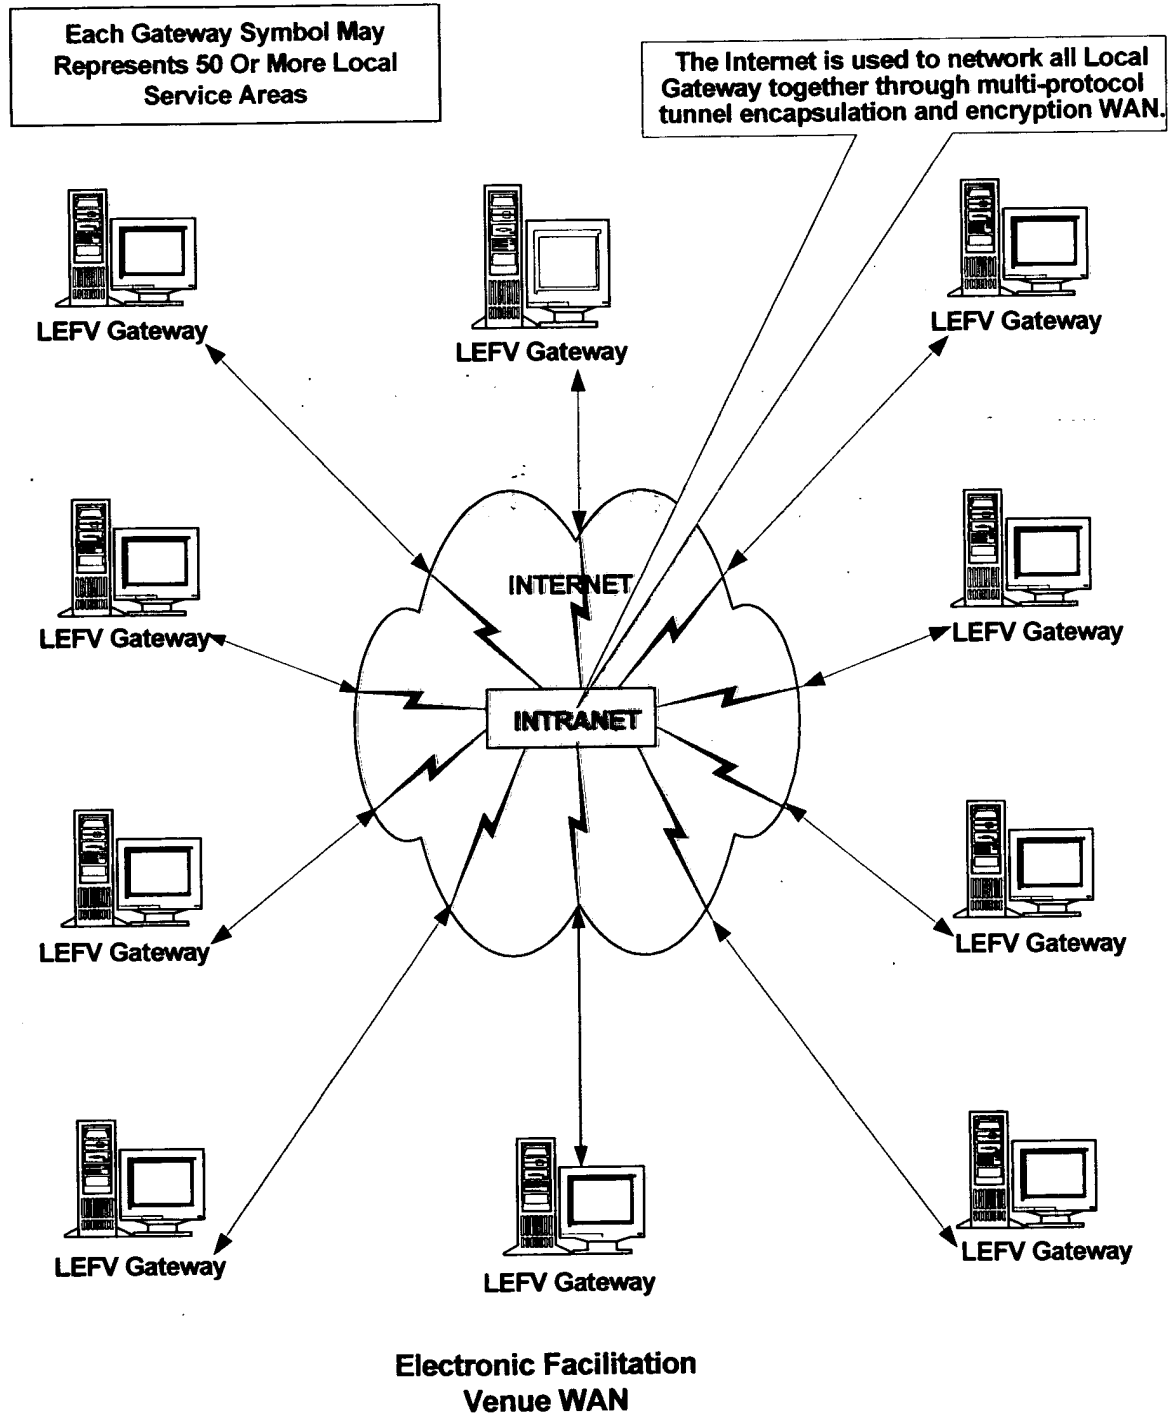 Each Gateway Symbol May
Represents 50 Or More Local
Service Areas
The Internet is used to network all Local
Gateway together through multi-protocol
tunnel encapsulation and encryption WAN.
LEFV Gateway
LEFV Gateway
LEFV Gateway
INTERNET
LEFV Gateway
LEFV Gateway
INTRANET
LEFV Gateway
LEFV Gateway
LEFV Gateway
LEFV Gateway
LEFV Gateway
Electronic Facilitation
Venue WAN